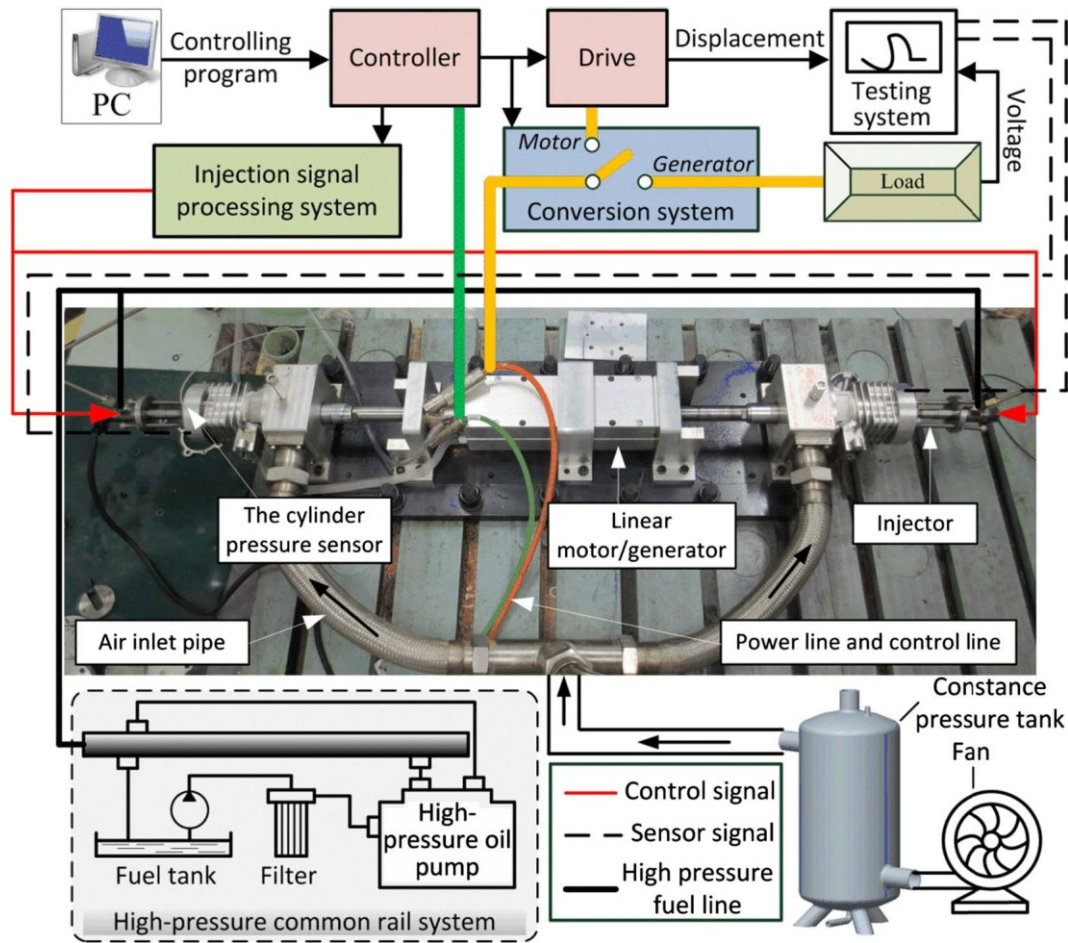 PC
Controlling
program
Controller
Drive
Displacement
Testing
system
Voltage
Injection signal
processing system
Motor
Generator
Conversion system
Load
The cylinder
pressure sensor
Linear
motor/generator
Injector
Air inlet pipe
Power line and control line
Constance
pressure tank
Fan
High-
pressure oil
pump
Fuel tank
Filter
High-pressure common rail system
Control signal
Sensor signal
High pressure
fuel line